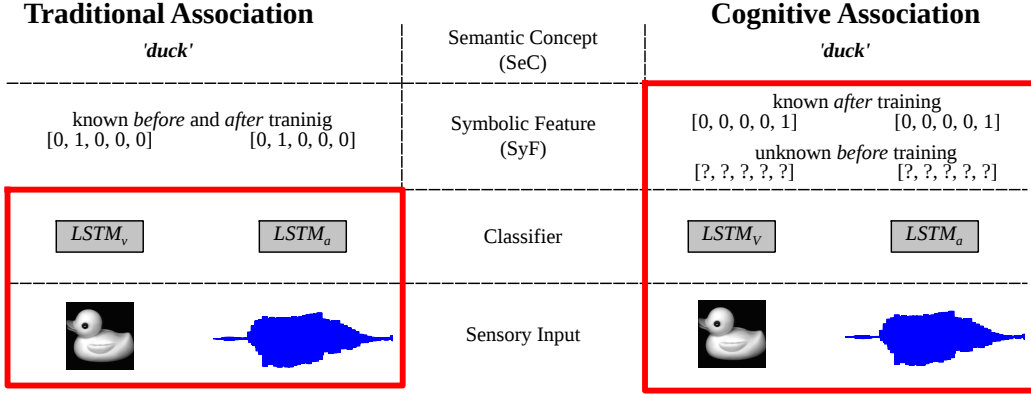 Traditional Association
Cognitive Association
'duck'
Semantic Concept
(SeC)
'duck'
known before and after traninig
[0, 1, 0, 0, 0] [0, 1, 0, 0, 0]
Symbolic Feature
(SyF)
known after training
[0, 0, 0, 0, 1] [0, 0, 0, 0, 1]
unknown before training
[?, ?, ?, ?, ?] [?, ?, ?, ?, ?]
LSTMv LSTMa
Classifier
LSTMV LSTMa
Sensory Input